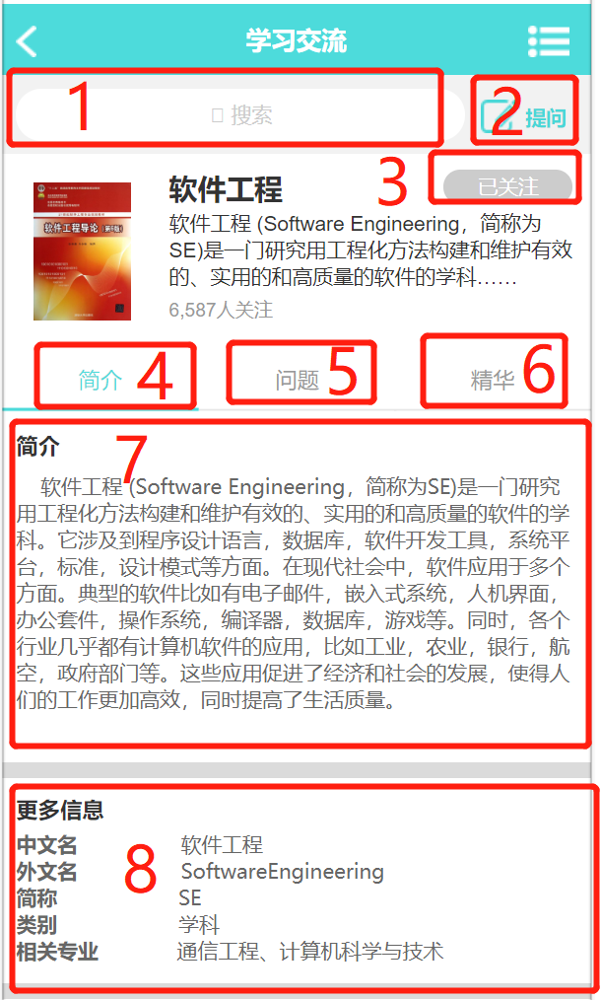 学习交流
1
搜索
2
提问
3
已关注
软件工程
软件工程 (Software Engineering，简称为
SE)是一门研究用工程化方法构建和维护有效
的、实用的和高质量的软件的学科……
6,587人关注
软件工程导论
简介 4
问题 5
精华 6
简介
7
软件工程 (Software Engineering，简称为SE)是一门研究
用工程化方法构建和维护有效的、实用的和高质量的软件的学
科。它涉及到程序设计语言，数据库，软件开发工具，系统平
台，标准，设计模式等方面。在现代社会中，软件应用于多个
方面。典型的软件比如有电子邮件，嵌入式系统，人机界面，
办公套件，操作系统，编译器，数据库，游戏等。同时，各个
行业几乎都有计算机软件的应用，比如工业，农业，银行，航
空，政府部门等。这些应用促进了经济和社会的发展，使得人
们的工作更加高效，同时提高了生活质量。
更多信息
8
中文名 软件工程
外文名 SoftwareEngineering
简称 SE
类别 学科
相关专业 通信工程、计算机科学与技术